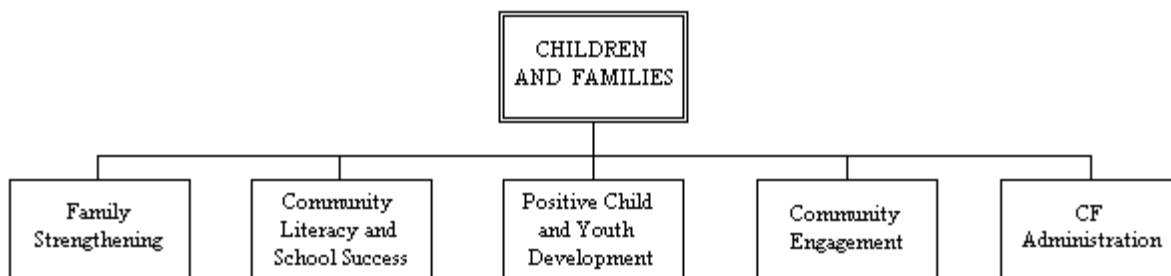 CHILDREN
AND FAMILIES
Family
Strengthening
Community
Literacy and
School Success
Positive Child
and Youth
Development
Community
Engagement
CF
Administration